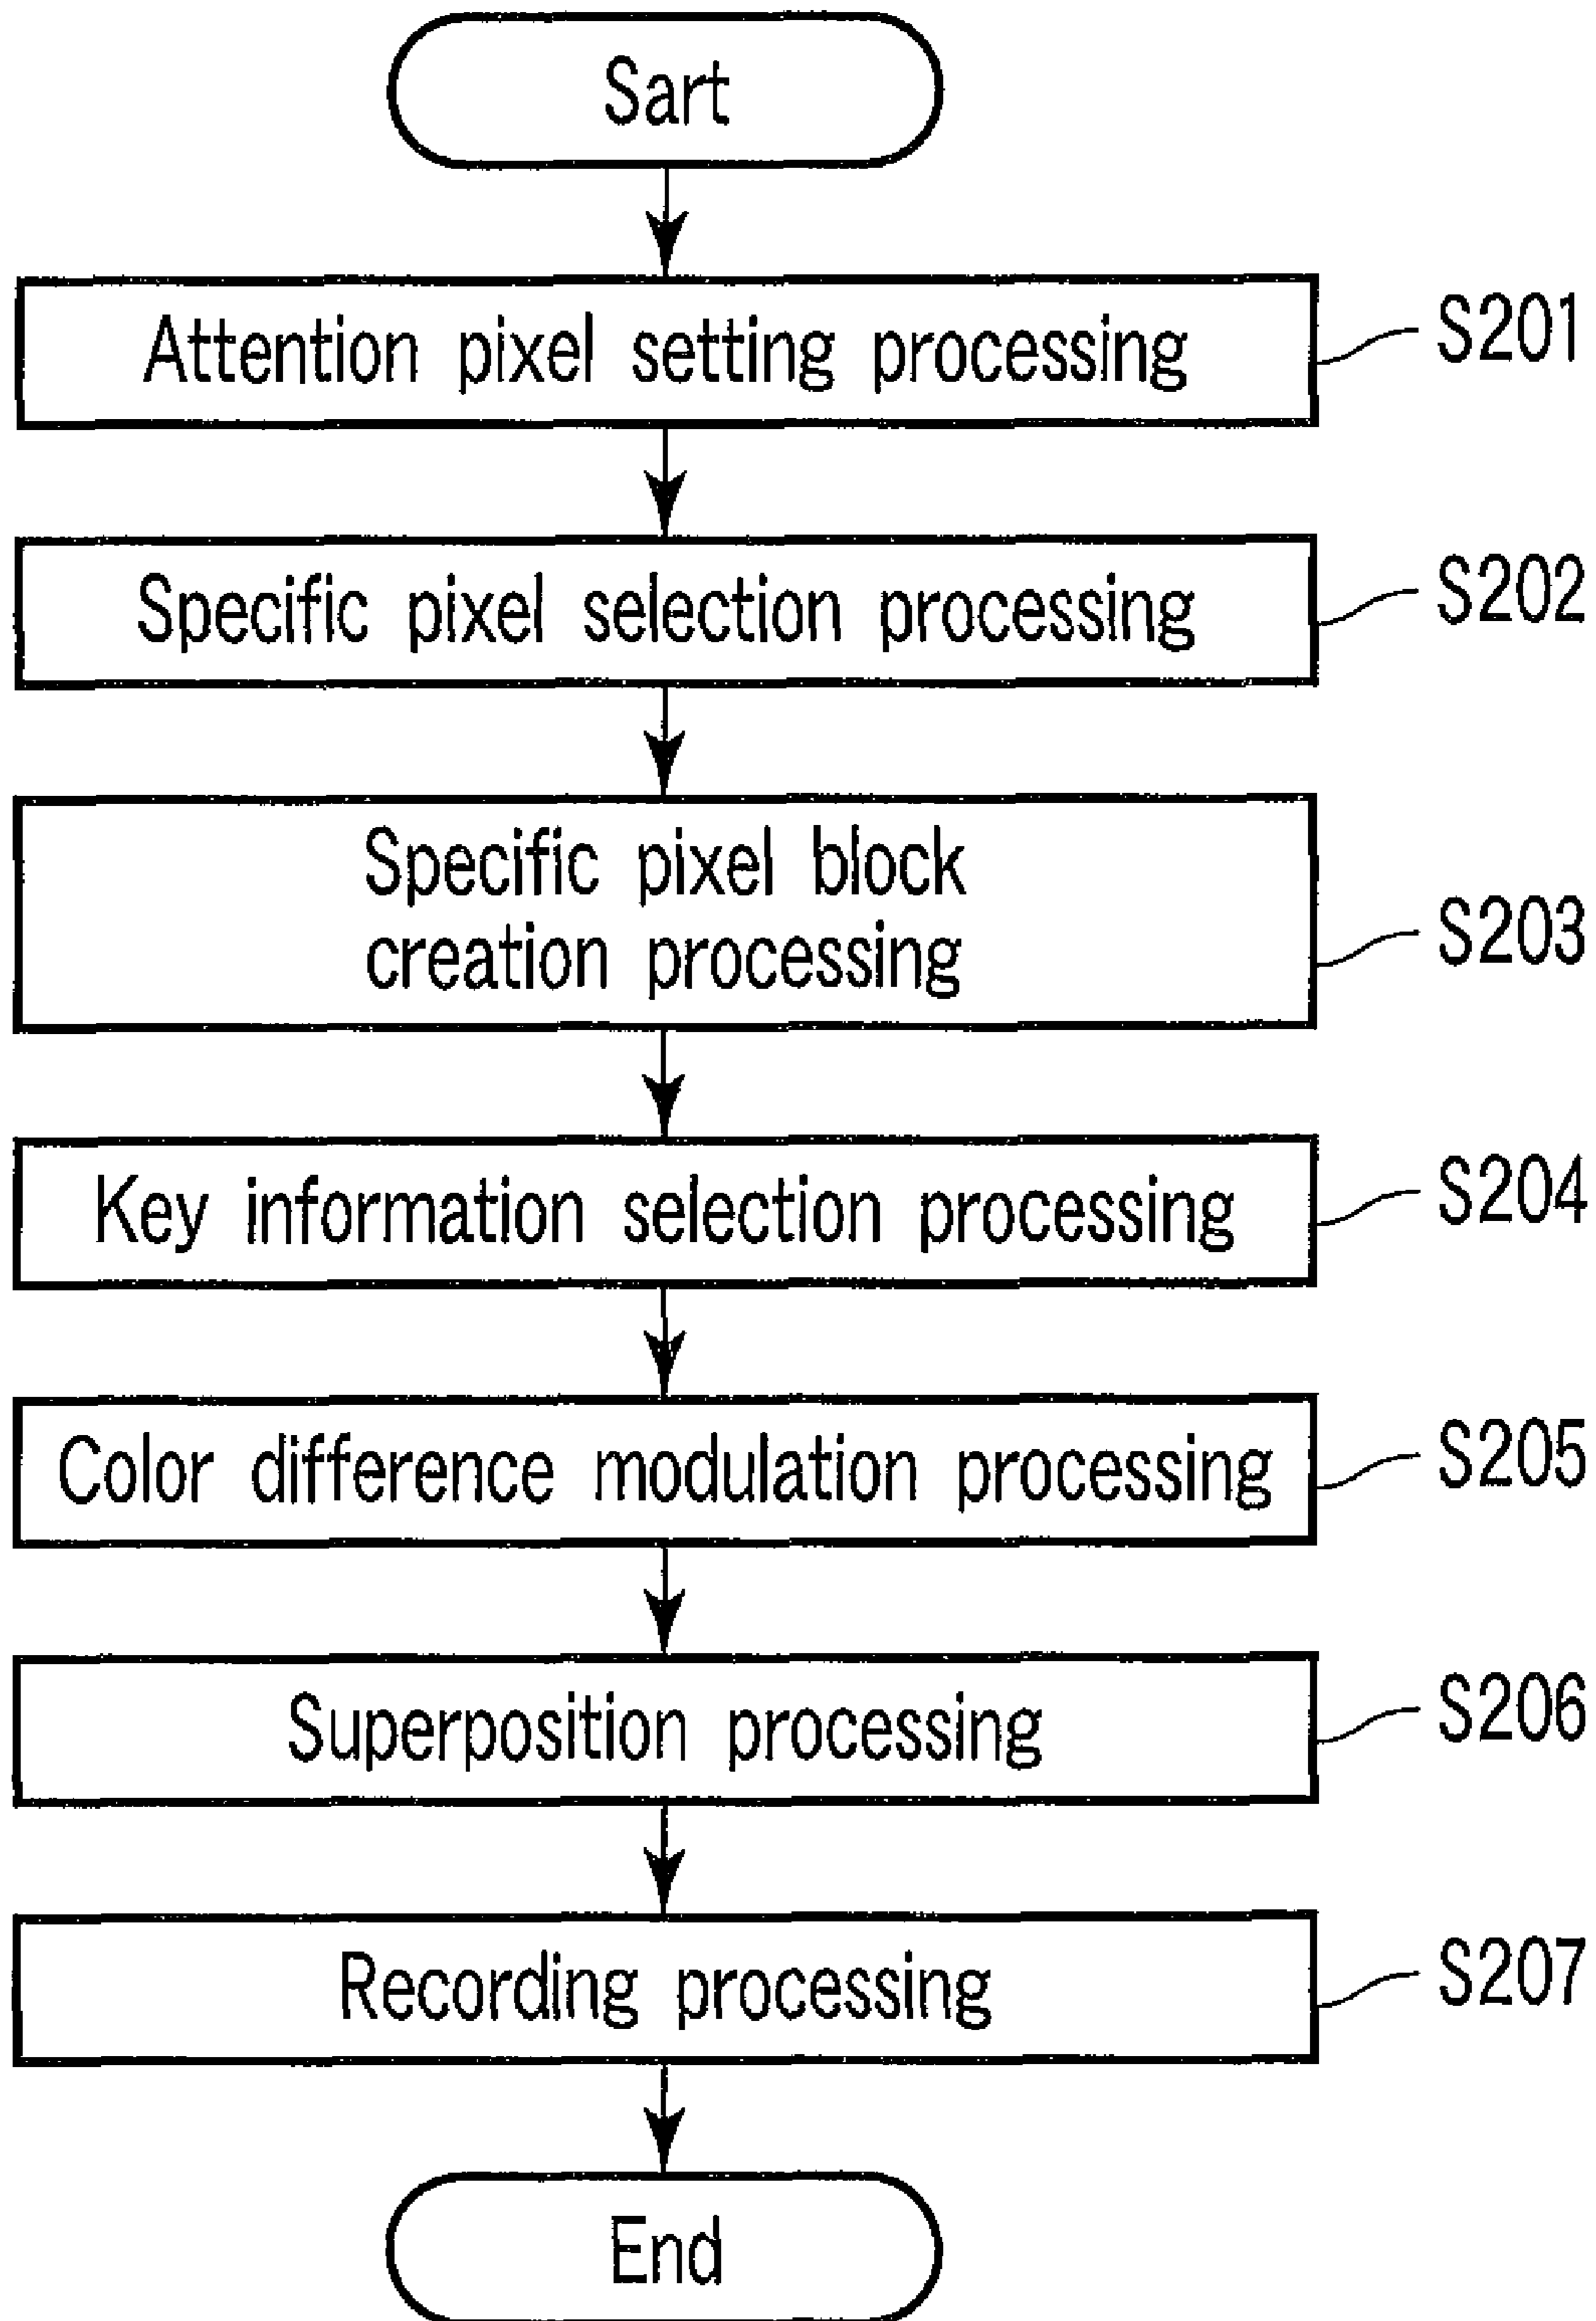 Sart
Attention pixel setting processing
S201
Specific pixel selection processing
S202
Specific pixel block
creation processing
S203
Key information selection processing
S204
Color difference modulation processing
S205
Superposition processing
S206
Recording processing
S207
End